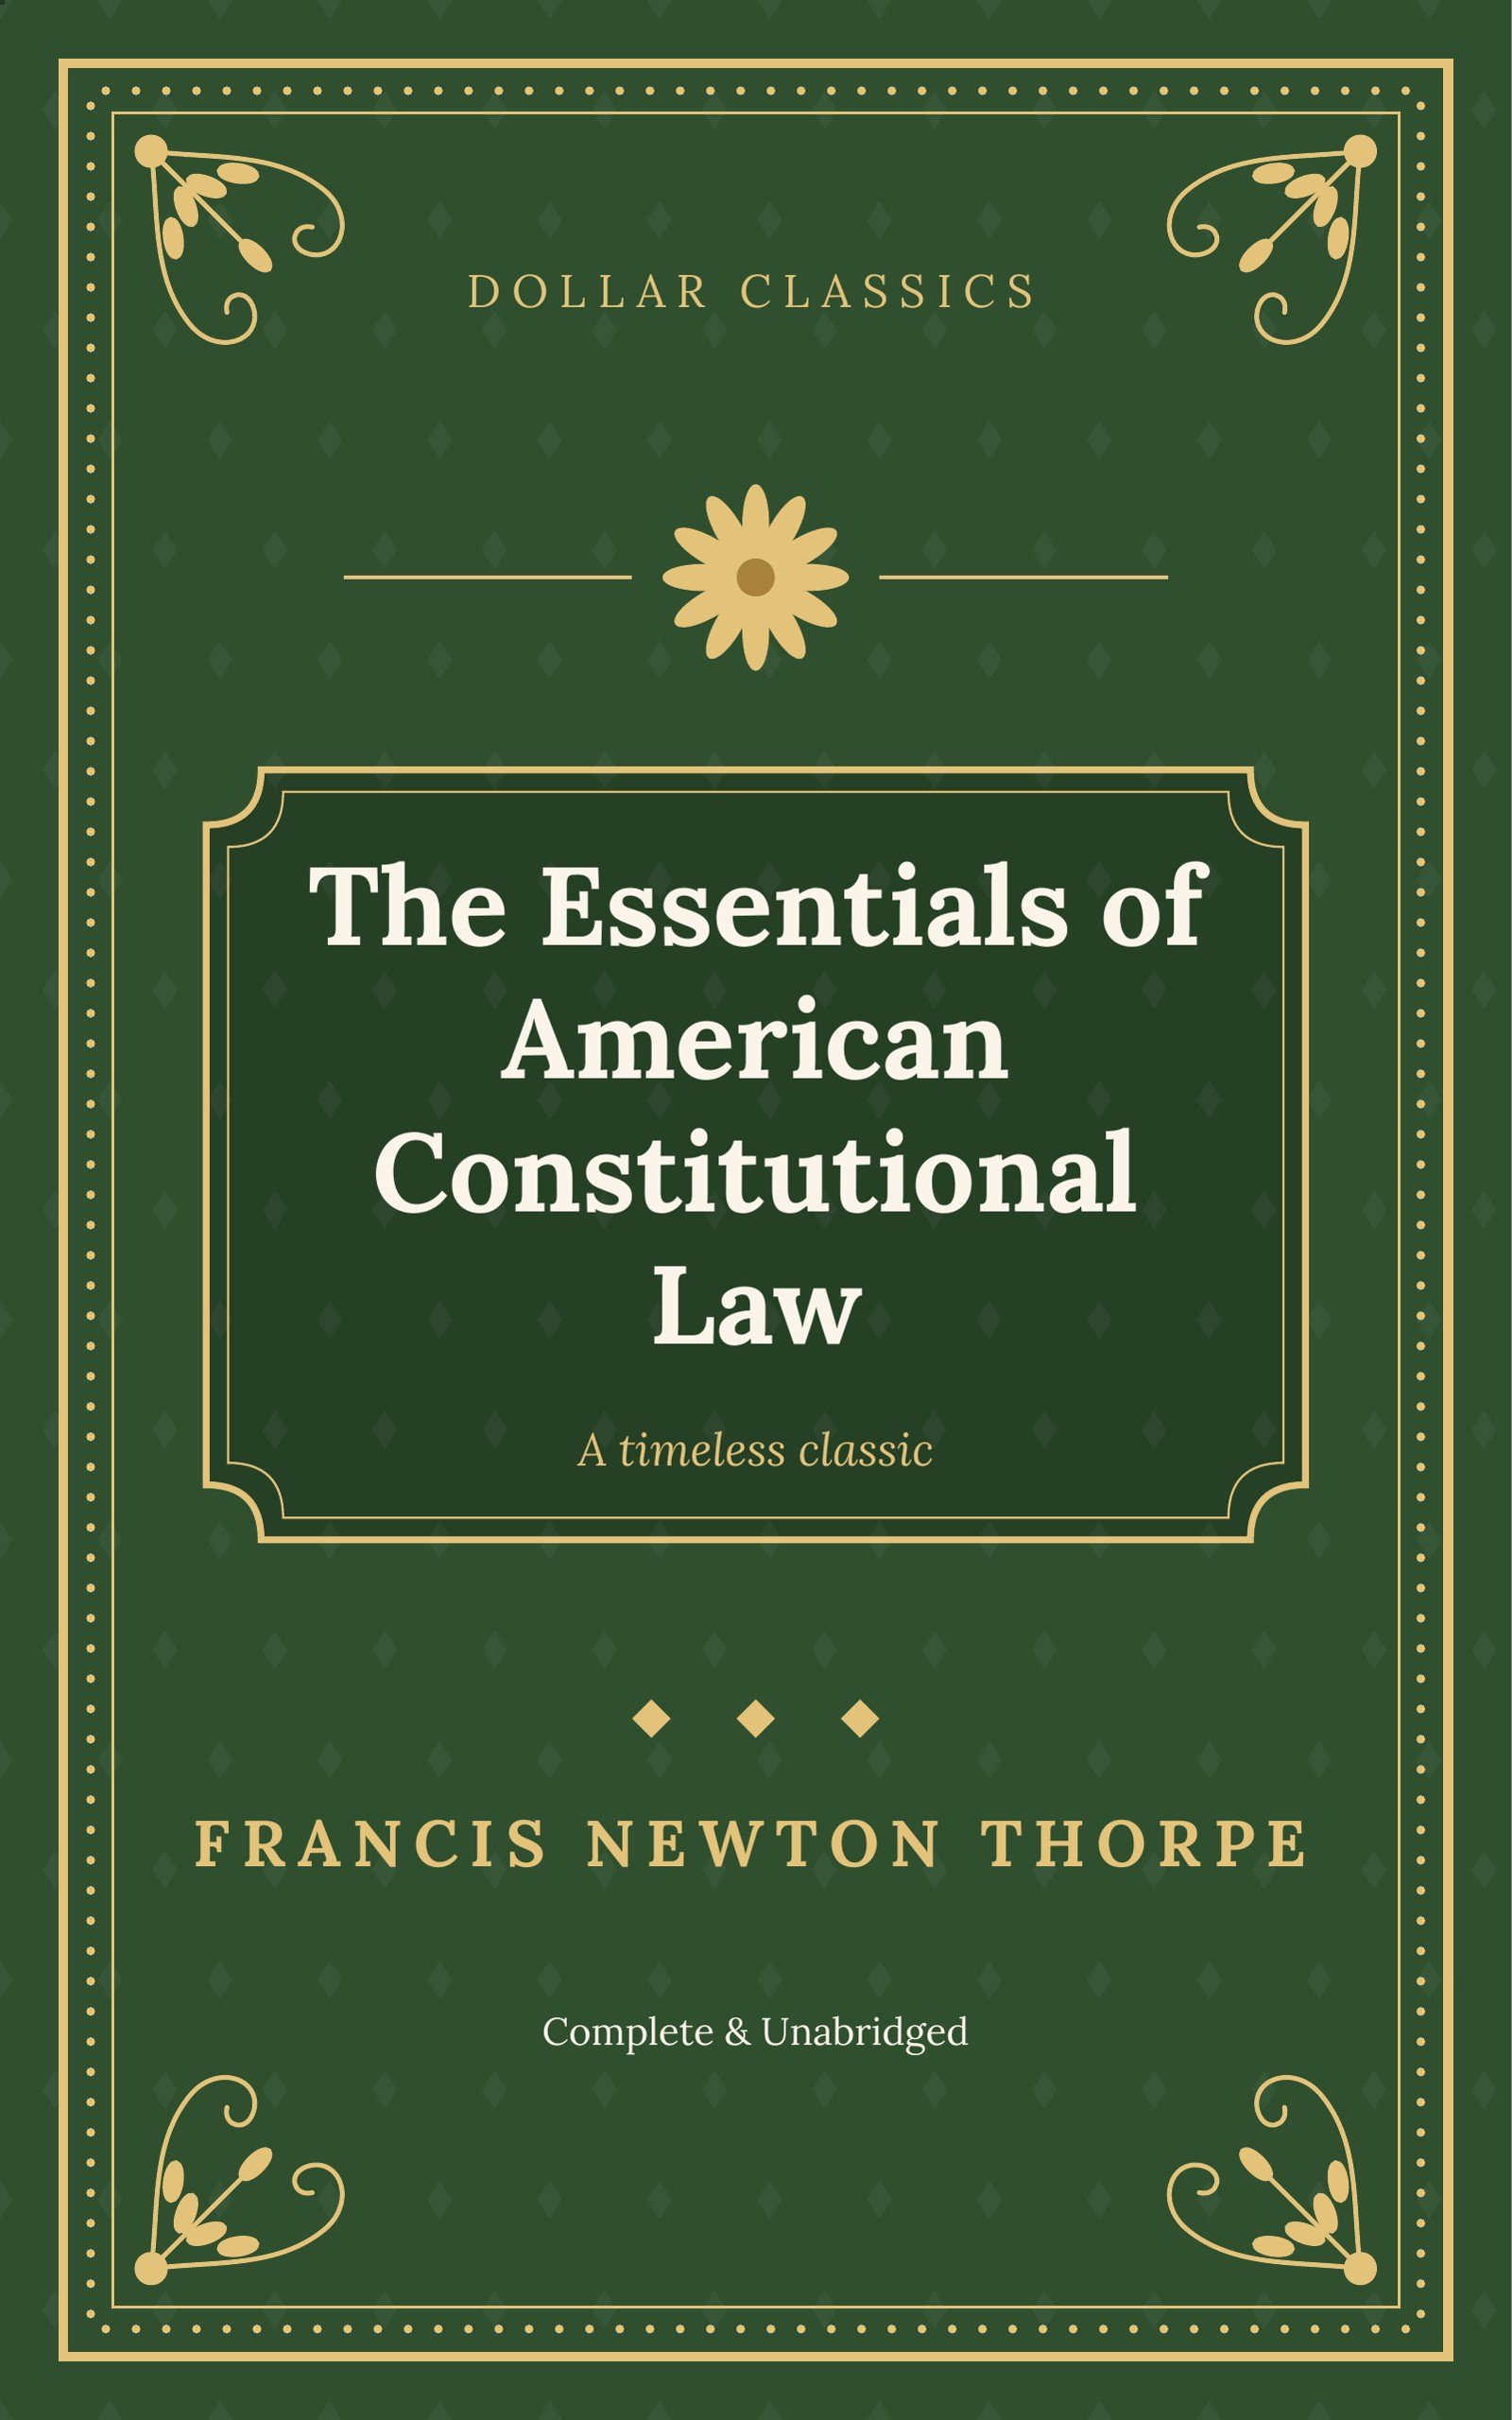 DOLLAR CLASSICS
The Essentials of
American
Constitutional
Law
A timeless classic
FRANCIS NEWTON THORPE
Complete & Unabridged